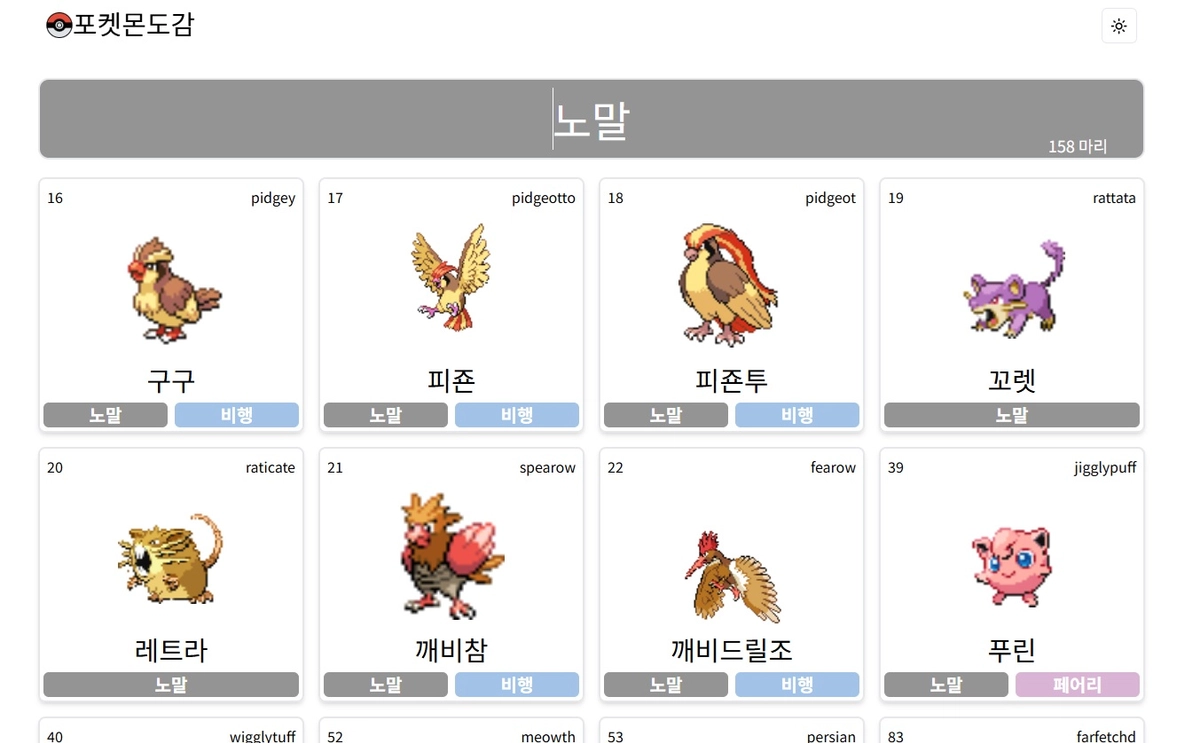 포켓몬도감
노말
158 마리
16 pidgey
구구
노말 비행
17 pidgeotto
피죤
노말 비행
18 pidgeot
피죤투
노말 비행
19 rattata
꼬렛
노말
20 raticate
레트라
노말
21 spearow
깨비참
노말 비행
22 fearow
깨비드릴조
노말 비행
39 jigglypuff
푸린
노말 페어리
40 wigglytuff
52 meowth
53 persian
83 farfetchd